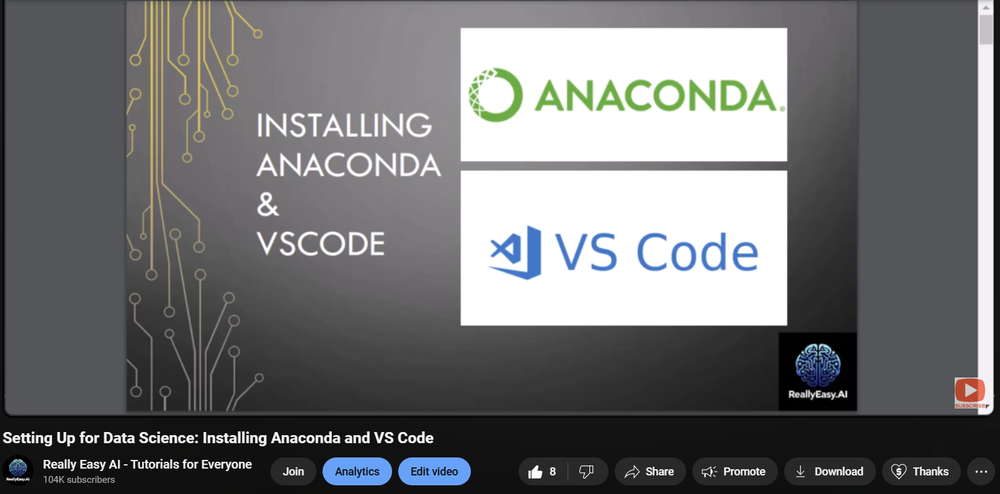 INSTALLING
ANACONDA
&
VSCODE
ANACONDA®
VS Code
ReallyEasy.AI
SUBSCRIBE
Setting Up for Data Science: Installing Anaconda and VS Code
ReallyEasy.AI
Really Easy AI - Tutorials for Everyone
104K subscribers
Join
Analytics
Edit video
8
Share
Promote
Download
Thanks